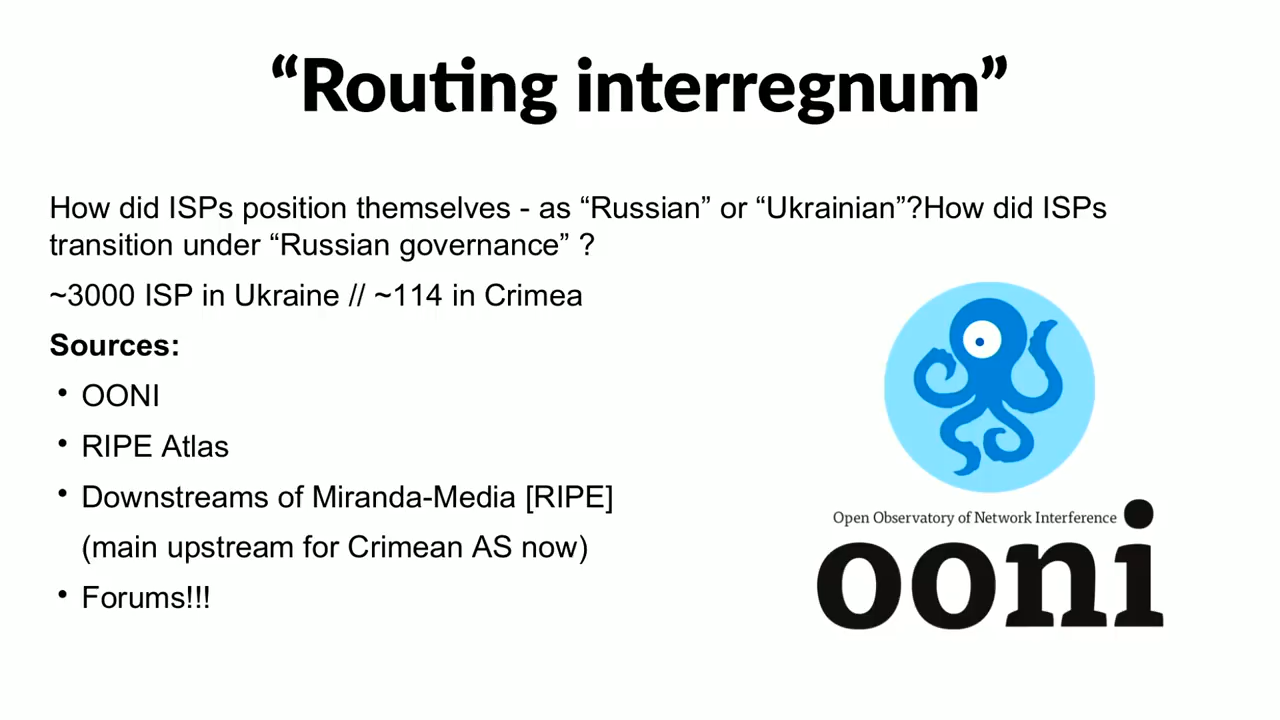 “Routing interregnum”
How did ISPs position themselves - as “Russian” or “Ukrainian”?How did ISPs
transition under “Russian governance” ?
~3000 ISP in Ukraine // ~114 in Crimea
Sources:
• OONI
• RIPE Atlas
• Downstreams of Miranda-Media [RIPE]
(main upstream for Crimean AS now)
• Forums!!!
Open Observatory of Network Interference
ooni